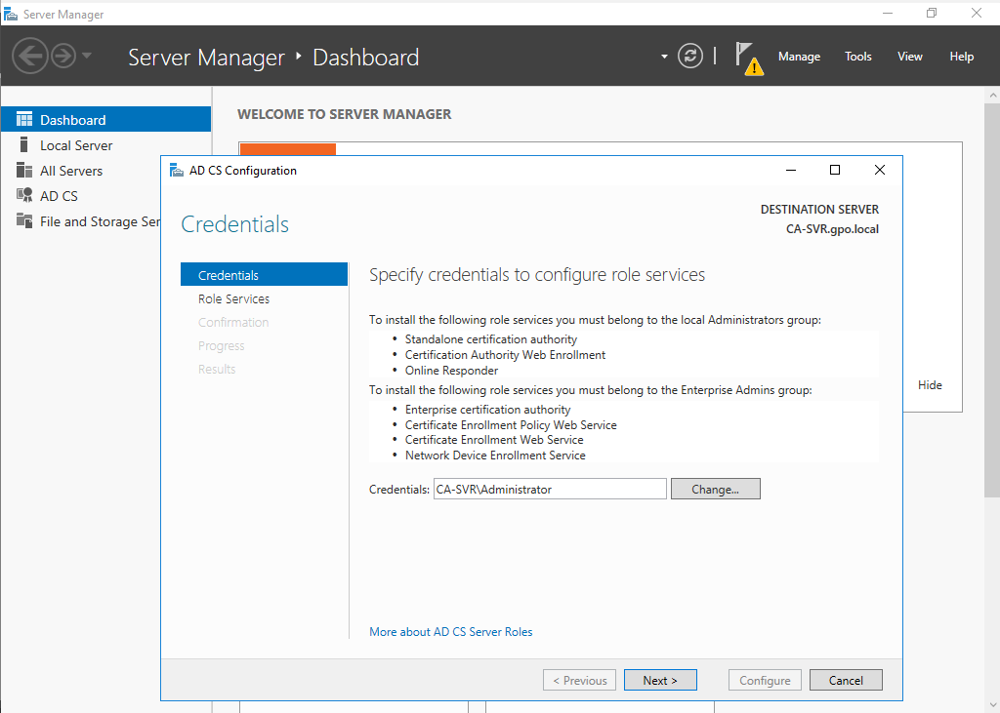 Server Manager
Server Manager ‣ Dashboard
Manage
Tools
View
Help
Dashboard
Local Server
All Servers
AD CS
File and Storage Ser
WELCOME TO SERVER MANAGER
Hide
AD CS Configuration
DESTINATION SERVER
CA-SVR.gpo.local
Credentials
Credentials
Role Services
Confirmation
Progress
Results
Specify credentials to configure role services
To install the following role services you must belong to the local Administrators group:
• Standalone certification authority
• Certification Authority Web Enrollment
• Online Responder
To install the following role services you must belong to the Enterprise Admins group:
• Enterprise certification authority
• Certificate Enrollment Policy Web Service
• Certificate Enrollment Web Service
• Network Device Enrollment Service
Credentials: CA-SVR\Administrator
Change...
More about AD CS Server Roles
< Previous
Next >
Configure
Cancel